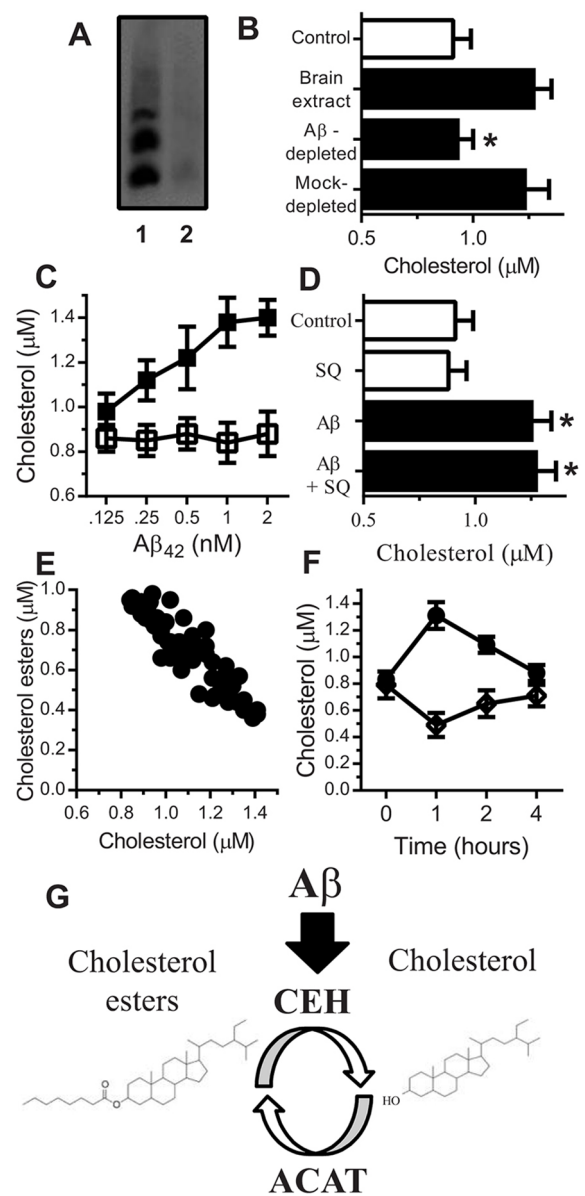 A
1 2
B
Control
Brain
extract
Aβ -
depleted
*
Mock-
depleted
0.5 1.0
Cholesterol (μM)
C
Cholesterol (μM)
1.4
1.2
1.0
0.8
0.6
.125 .25 0.5 1 2
Aβ42 (nM)
D
Control
SQ
Aβ
*
Aβ
+ SQ
*
0.5 1.0
Cholesterol (μM)
E
Cholesterol esters (μM)
1.0
0.8
0.6
0.4
0.2
0.0
0.6 0.8 1.0 1.2 1.4
Cholesterol (μM)
F
Cholesterol (μM)
1.4
1.2
1.0
0.8
0.6
0.4
0.2
0.0
0 1 2 4
Time (hours)
G
Aβ
Cholesterol
esters
Cholesterol
CEH
O
O
HO
ACAT